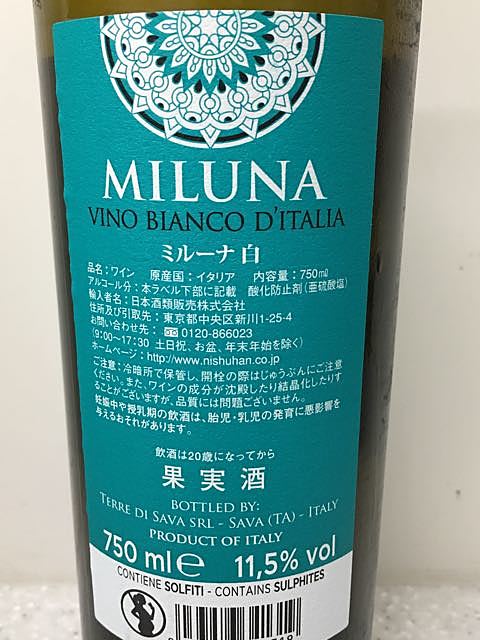 MILUNA
VINO BIANCO D'ITALIA
ミルーナ 白
品名：ワイン 原産国：イタリア 内容量：750ml
アルコール分：本ラベル下部に記載 酸化防止剤(亜硫酸塩)
輸入者名：日本酒類販売株式会社
住所及び引取先：東京都中央区新川1-25-4
お問い合わせ先： 0120-866023
(9:00〜17:30 土日祝、お盆、年末年始を除く)
ホームページ：http://www.nishuhan.co.jp
ご注意：冷暗所で保管し、開栓の際はじゅうぶんにご注意
ください。また、ワインの成分が沈殿したり結晶化したりす
ることがございますが、品質には問題ございません。
妊娠中や授乳期の飲酒は、胎児・乳児の発育に悪影響を
与えるおそれがあります。
飲酒は20歳になってから
果実酒
BOTTLED BY:
TERRE DI SAVA SRL - SAVA (TA) - ITALY
PRODUCT OF ITALY
750 ml e 11,5% vol
CONTIENE SOLFITI - CONTAINS SULPHITES